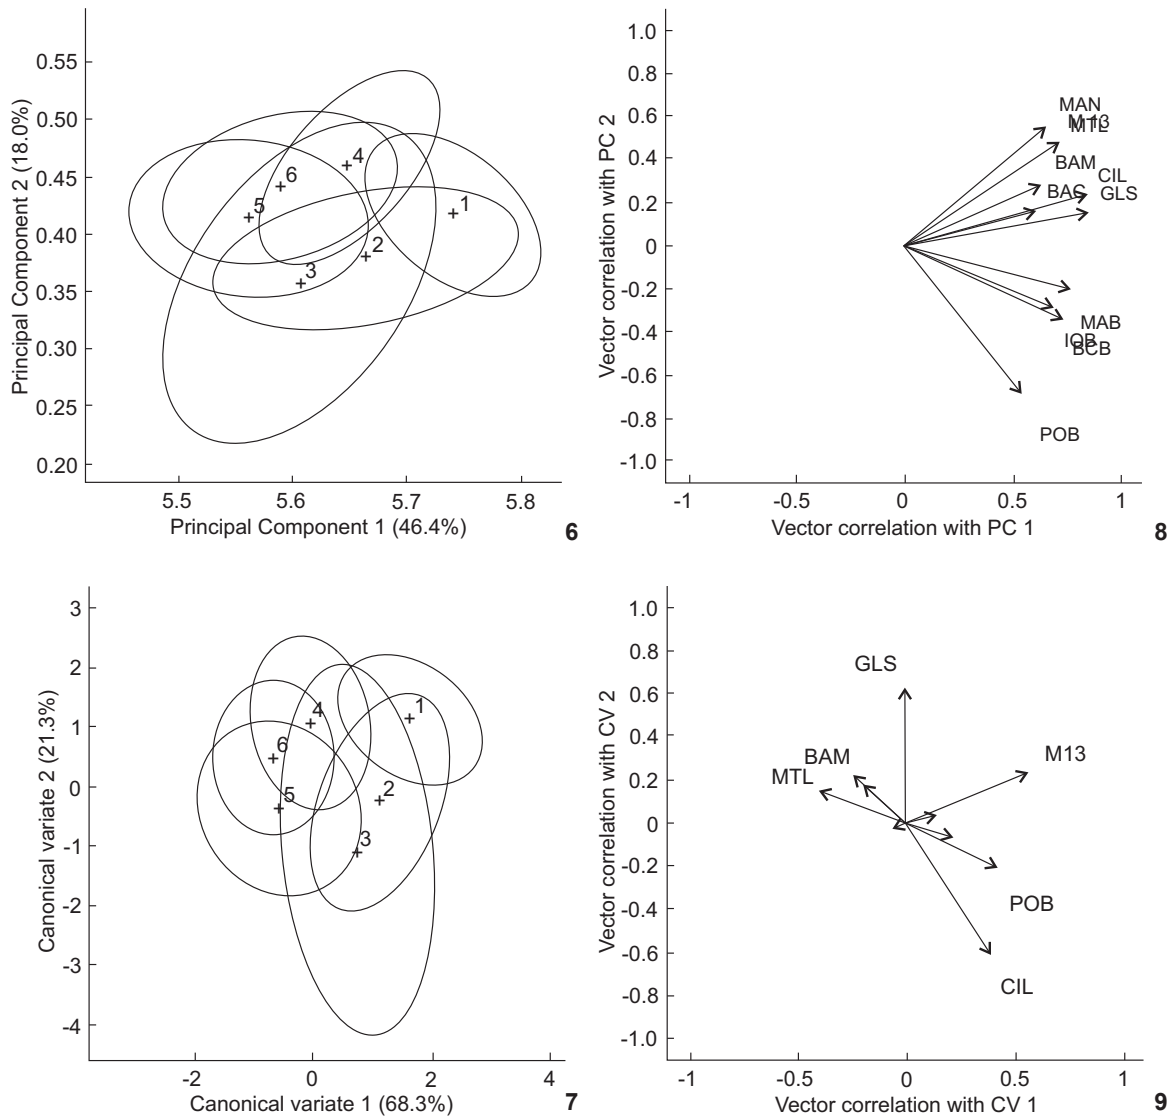 0.55
0.50
0.45
0.40
0.35
0.30
0.25
0.20
Principal Component 2 (18.0%)
4
6
5
1
2
3
5.5 5.6 5.7 5.8
Principal Component 1 (46.4%)
6
1.0
0.8
0.6
0.4
0.2
0
-0.2
-0.4
-0.6
-0.8
-1.0
Vector correlation with PC 2
MAN
M 13
MTL
BAM
CIL
BAC
GLS
MAB
IOB
BCB
POB
-1 -0.5 0 0.5 1
Vector correlation with PC 1
8
3
2
1
0
-1
-2
-3
-4
Canonical variate 2 (21.3%)
4
1
6
5
2
3
-2 0 2 4
Canonical variate 1 (68.3%)
7
1.0
0.8
0.6
0.4
0.2
0
-0.2
-0.4
-0.6
-0.8
-1.0
Vector correlation with CV 2
GLS
M13
BAM
MTL
POB
CIL
-1 -0.5 0 0.5 1
Vector correlation with CV 1
9